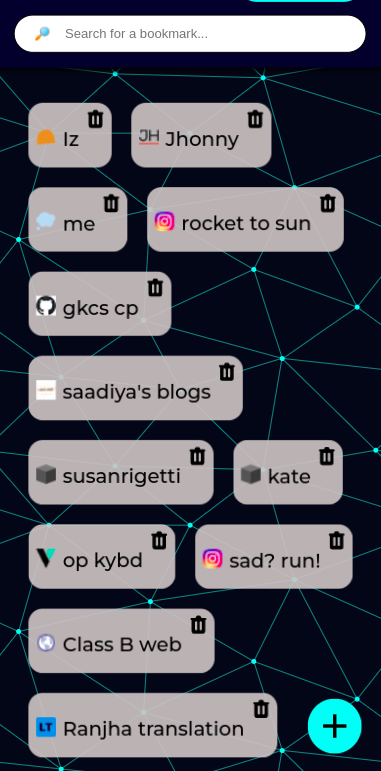 Search for a bookmark...
Iz
JH Jhonny
me
rocket to sun
gkcs cp
saadiya's blogs
susanrigetti
kate
op kybd
sad? run!
Class B web
LT Ranjha translation